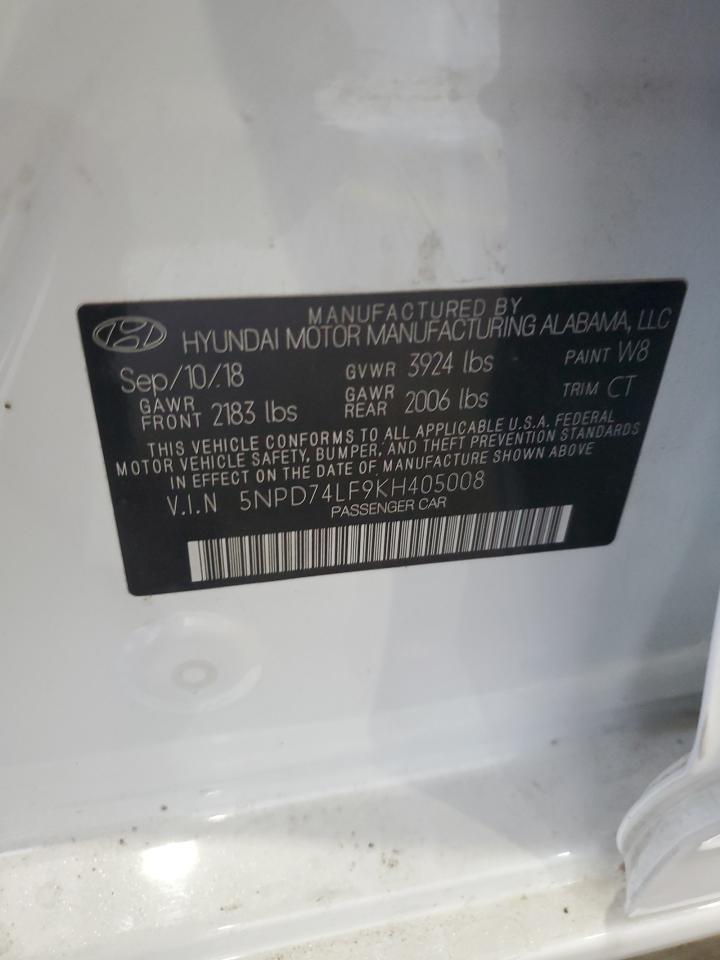 MANUFACTURED BY
HYUNDAI MOTOR MANUFACTURING ALABAMA, LLC
Sep/10/18 GVWR 3924 lbs PAINT W8
GAWR FRONT 2183 lbs GAWR REAR 2006 lbs TRIM CT
THIS VEHICLE CONFORMS TO ALL APPLICABLE U.S.A. FEDERAL
MOTOR VEHICLE SAFETY, BUMPER, AND THEFT PREVENTION STANDARDS
IN EFFECT ON THE DATE OF MANUFACTURE SHOWN ABOVE
V.I.N 5NPD74LF9KH405008
PASSENGER CAR